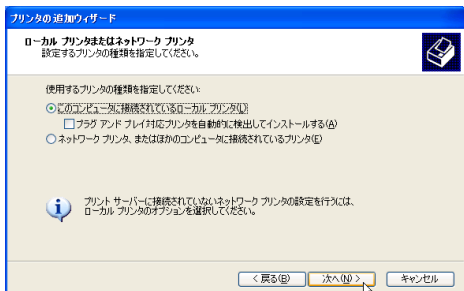 プリンタの追加ウィザード
ローカル プリンタまたはネットワーク プリンタ
設定するプリンタの種類を指定してください。
使用するプリンタの種類を指定してください:
このコンピュータに接続されているローカル プリンタ(L)
プラグ アンド プレイ対応プリンタを自動的に検出してインストールする(A)
ネットワーク プリンタ、またはほかのコンピュータに接続されているプリンタ(E)
プリント サーバーに接続されていないネットワーク プリンタの設定を行うには、
ローカル プリンタのオプションを選択してください。
< 戻る(B) 次へ(N) > キャンセル